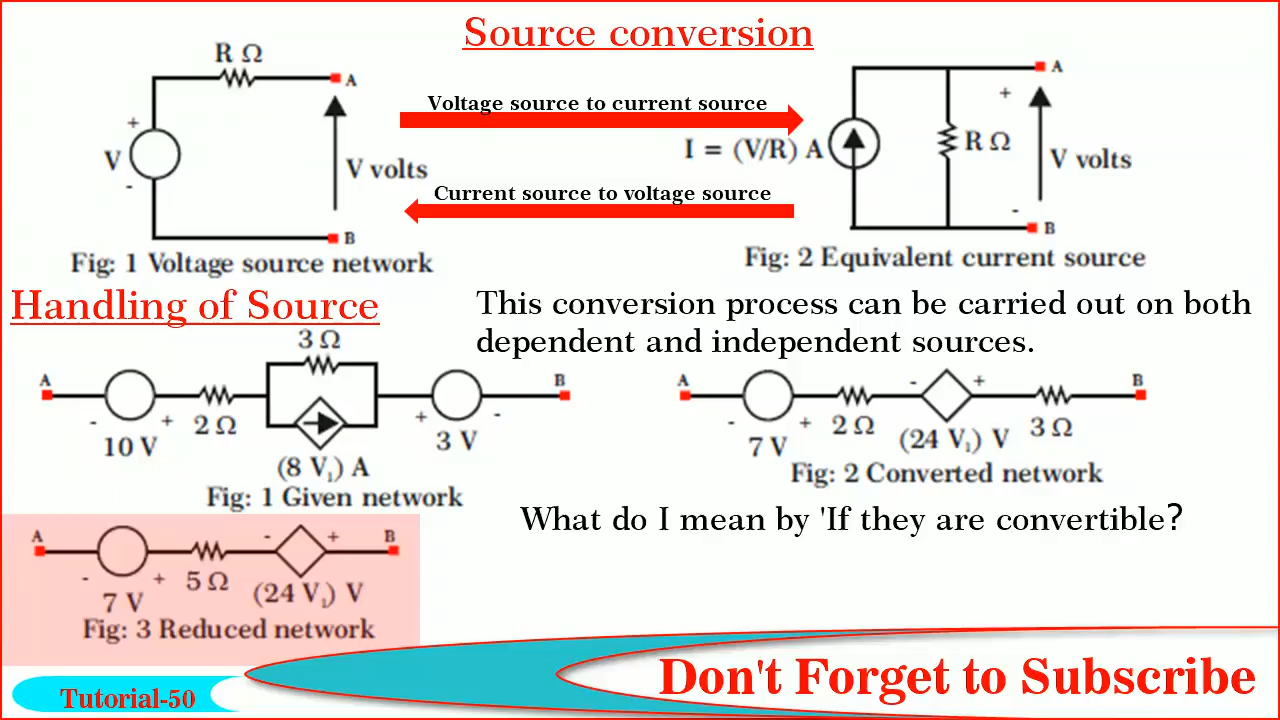 Source conversion
R Ω
A
+
V
-
V volts
B
Fig: 1 Voltage source network
Voltage source to current source
Current source to voltage source
I = (V/R) A
R Ω
A
+
V volts
-
B
Fig: 2 Equivalent current source
Handling of Source
This conversion process can be carried out on both
dependent and independent sources.
3 Ω
A
B
- + 2 Ω + -
10 V
3 V
(8 V₁) A
Fig: 1 Given network
A
- +
B
- + 2 Ω
7 V
(24 V₁) V
3 Ω
Fig: 2 Converted network
What do I mean by 'If they are convertible?
A
- +
B
- + 5 Ω
7 V
(24 V₁) V
Fig: 3 Reduced network
Tutorial-50
Don't Forget to Subscribe